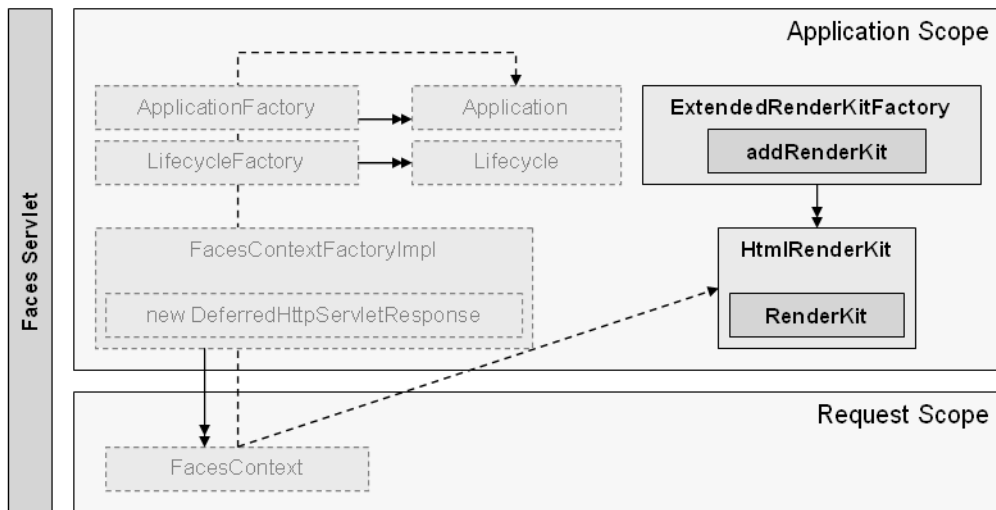 Faces Servlet
Application Scope
ApplicationFactory
Application
ExtendedRenderKitFactory
addRenderKit
LifecycleFactory
Lifecycle
FacesContextFactoryImpl
new DeferredHttpServletResponse
HtmlRenderKit
RenderKit
Request Scope
FacesContext